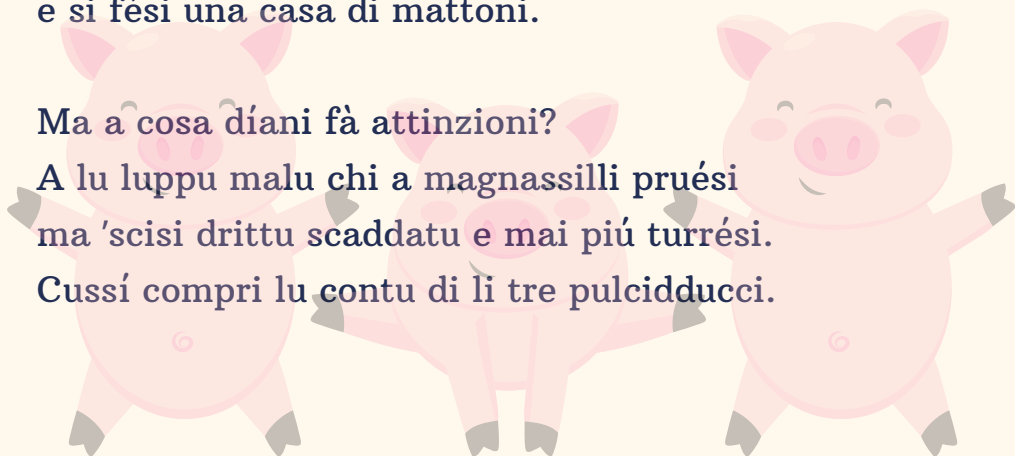 e si fési una casa di mattoni.
Ma a cosa díani fà attinzioni?
A lu luppu malu chi a magnassilli pruési
ma ’scisi drittu scaddatu e mai piú turrési.
Cussí compri lu contu di li tre pulcidducci.